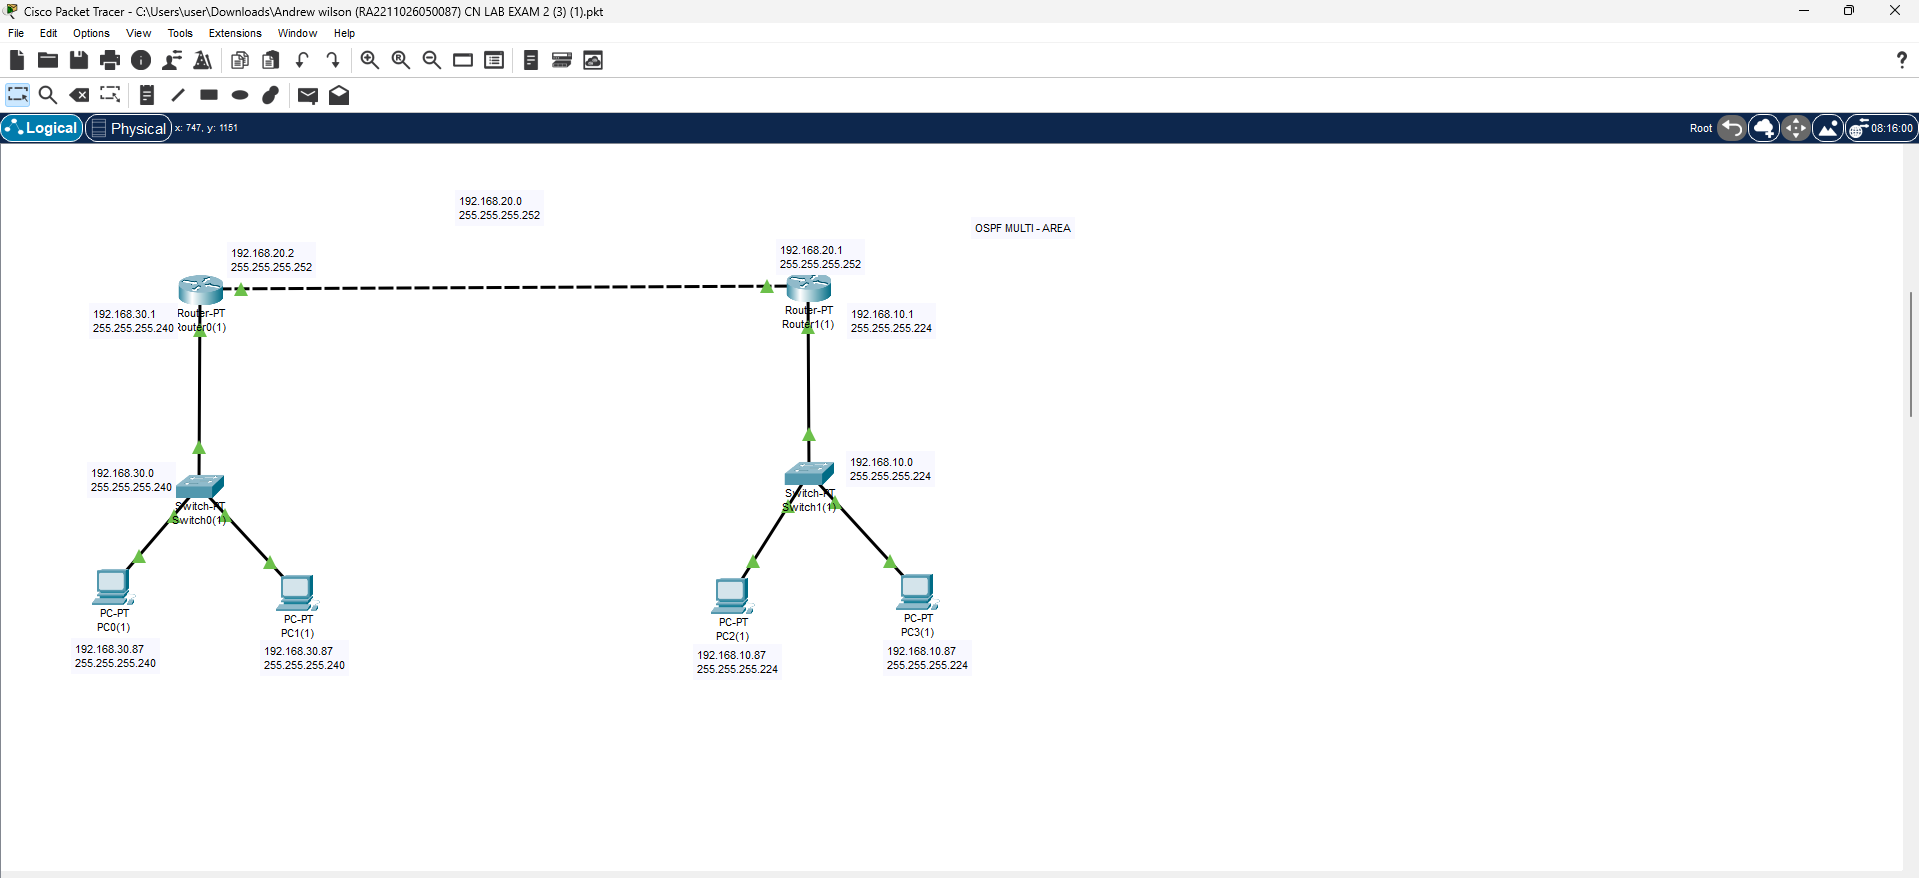 Cisco Packet Tracer - C:\Users\user\Downloads\Andrew wilson (RA2211026050087) CN LAB EXAM 2 (3) (1).pkt
File Edit Options View Tools Extensions Window Help
Logical Physical x: 747, y: 1151 Root 08:16:00
192.168.20.0
255.255.255.252
OSPF MULTI - AREA
192.168.20.2
255.255.255.252
192.168.20.1
255.255.255.252
192.168.30.1
255.255.255.240
Router-PT
Router0(1)
Router-PT
Router1(1)
192.168.10.1
255.255.255.224
192.168.30.0
255.255.255.240
Switch-PT
Switch0(1)
Switch-PT
Switch1(1)
192.168.10.0
255.255.255.224
PC-PT
PC0(1)
192.168.30.87
255.255.255.240
PC-PT
PC1(1)
192.168.30.87
255.255.255.240
PC-PT
PC2(1)
192.168.10.87
255.255.255.224
PC-PT
PC3(1)
192.168.10.87
255.255.255.224